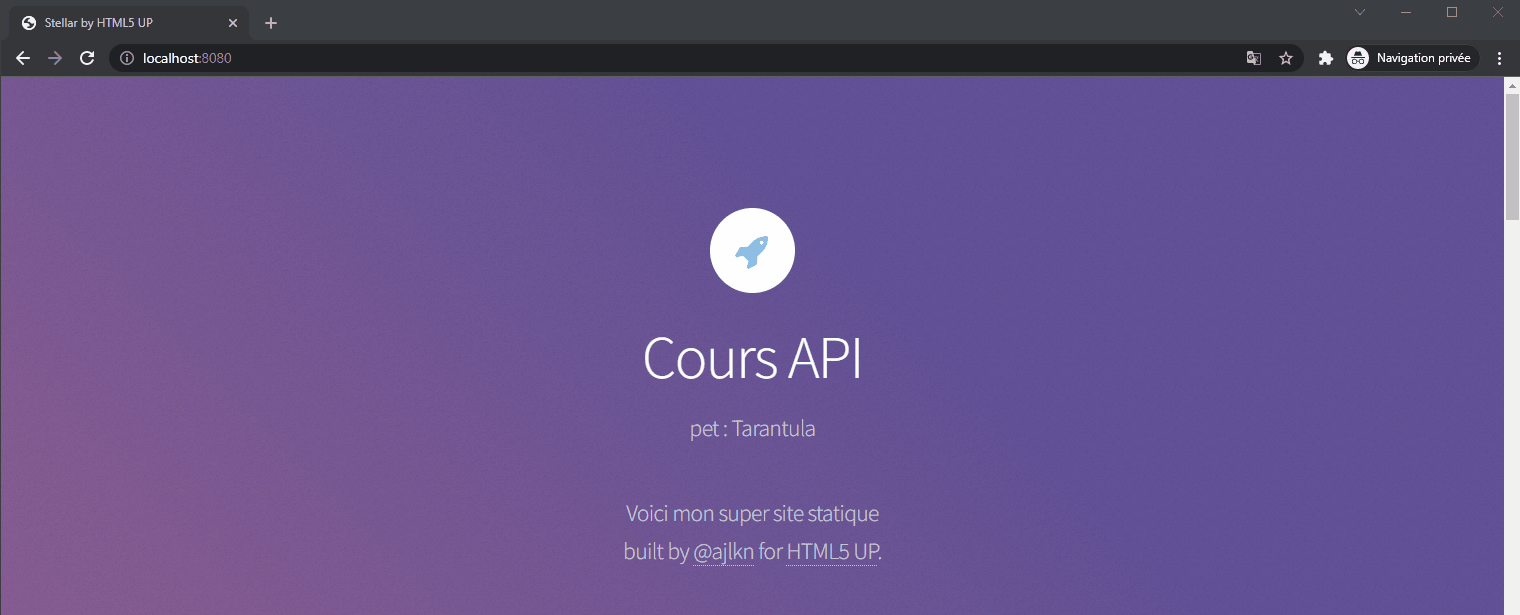 Stellar by HTML5 UP
localhost:8080
Navigation privée
Cours API
pet : Tarantula
Voici mon super site statique
built by @ajlkn for HTML5 UP.